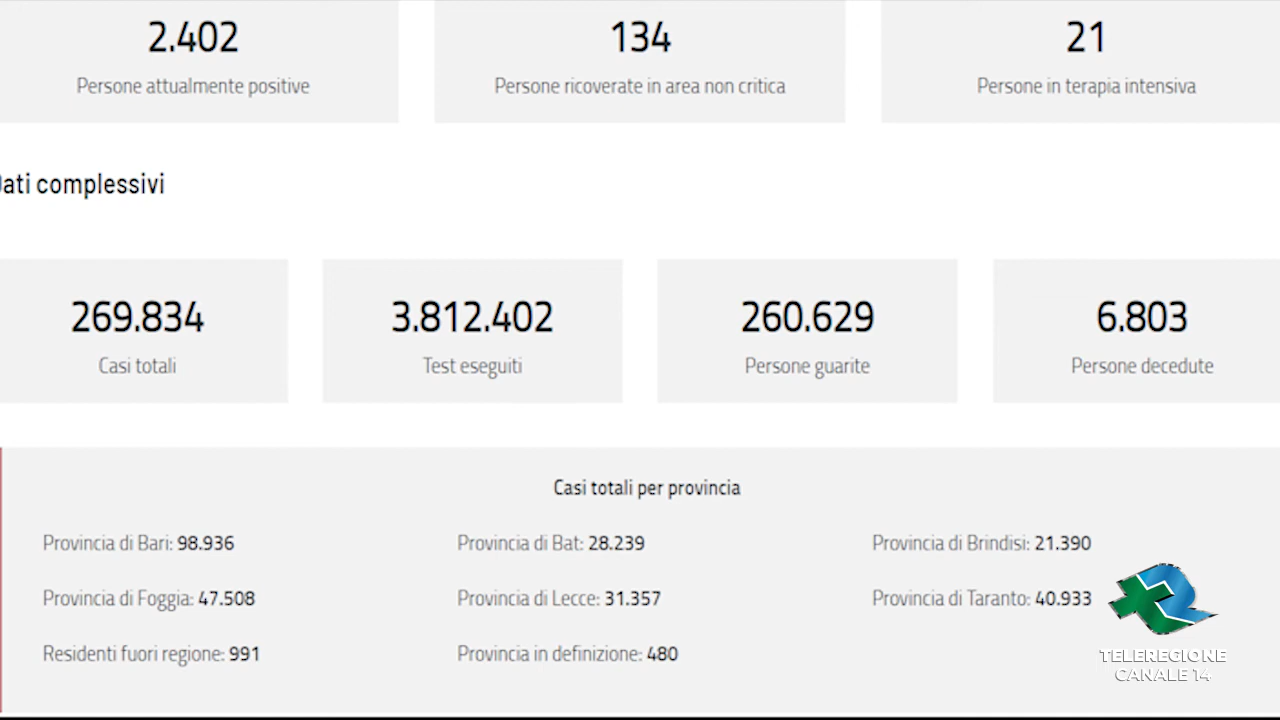 2.402 134 21
Persone attualmente positive Persone ricoverate in area non critica Persone in terapia intensiva
Dati complessivi
269.834 3.812.402 260.629 6.803
Casi totali Test eseguiti Persone guarite Persone decedute
Casi totali per provincia
Provincia di Bari: 98.936 Provincia di Bat: 28.239 Provincia di Brindisi: 21.390
Provincia di Foggia: 47.508 Provincia di Lecce: 31.357 Provincia di Taranto: 40.933
Residenti fuori regione: 991 Provincia in definizione: 480
TELEREGIONE
CANALE 14